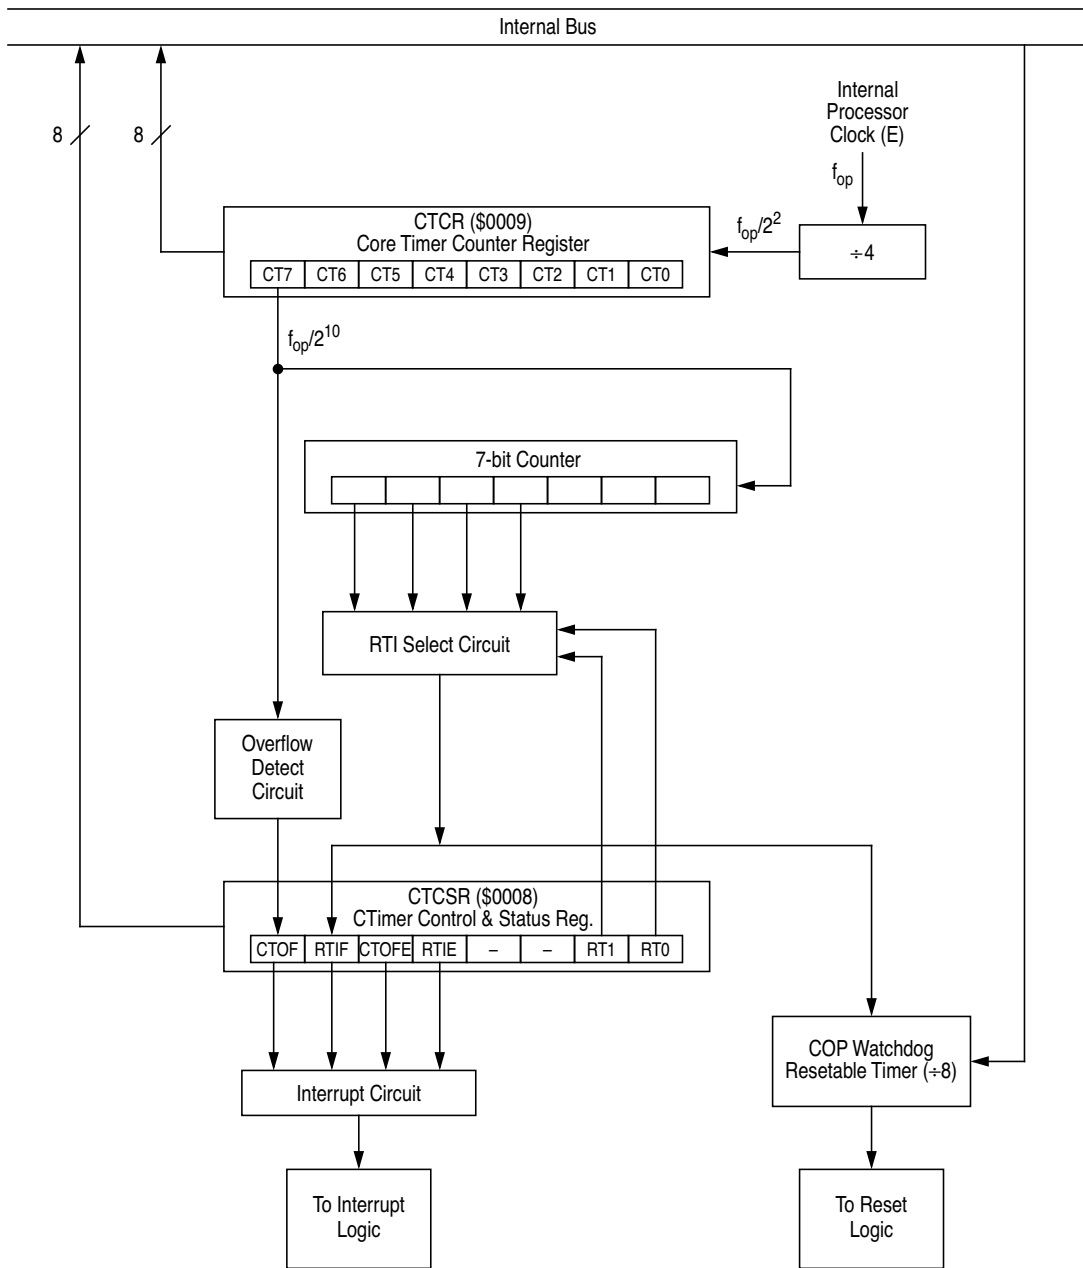 Internal Bus
8
8
Internal
Processor
Clock (E)
f_op
CTCR ($0009)
Core Timer Counter Register
CT7 CT6 CT5 CT4 CT3 CT2 CT1 CT0
f_op/2^2
÷4
f_op/2^10
7-bit Counter
RTI Select Circuit
Overflow
Detect
Circuit
CTCSR ($0008)
CTimer Control & Status Reg.
CTOF RTIF CTOFE RTIE – – RT1 RT0
COP Watchdog
Resetable Timer (÷8)
Interrupt Circuit
To Interrupt
Logic
To Reset
Logic